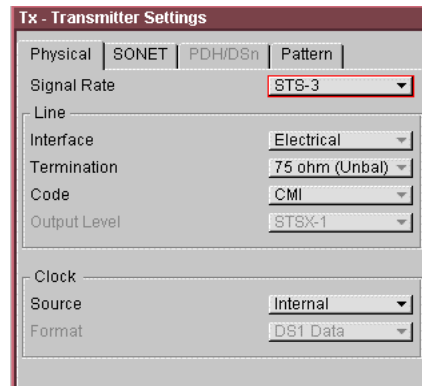 Tx - Transmitter Settings
Physical SONET PDH/DSn Pattern
Signal Rate STS-3
Line
Interface Electrical
Termination 75 ohm (Unbal)
Code CMI
Output Level STSX-1
Clock
Source Internal
Format DS1 Data